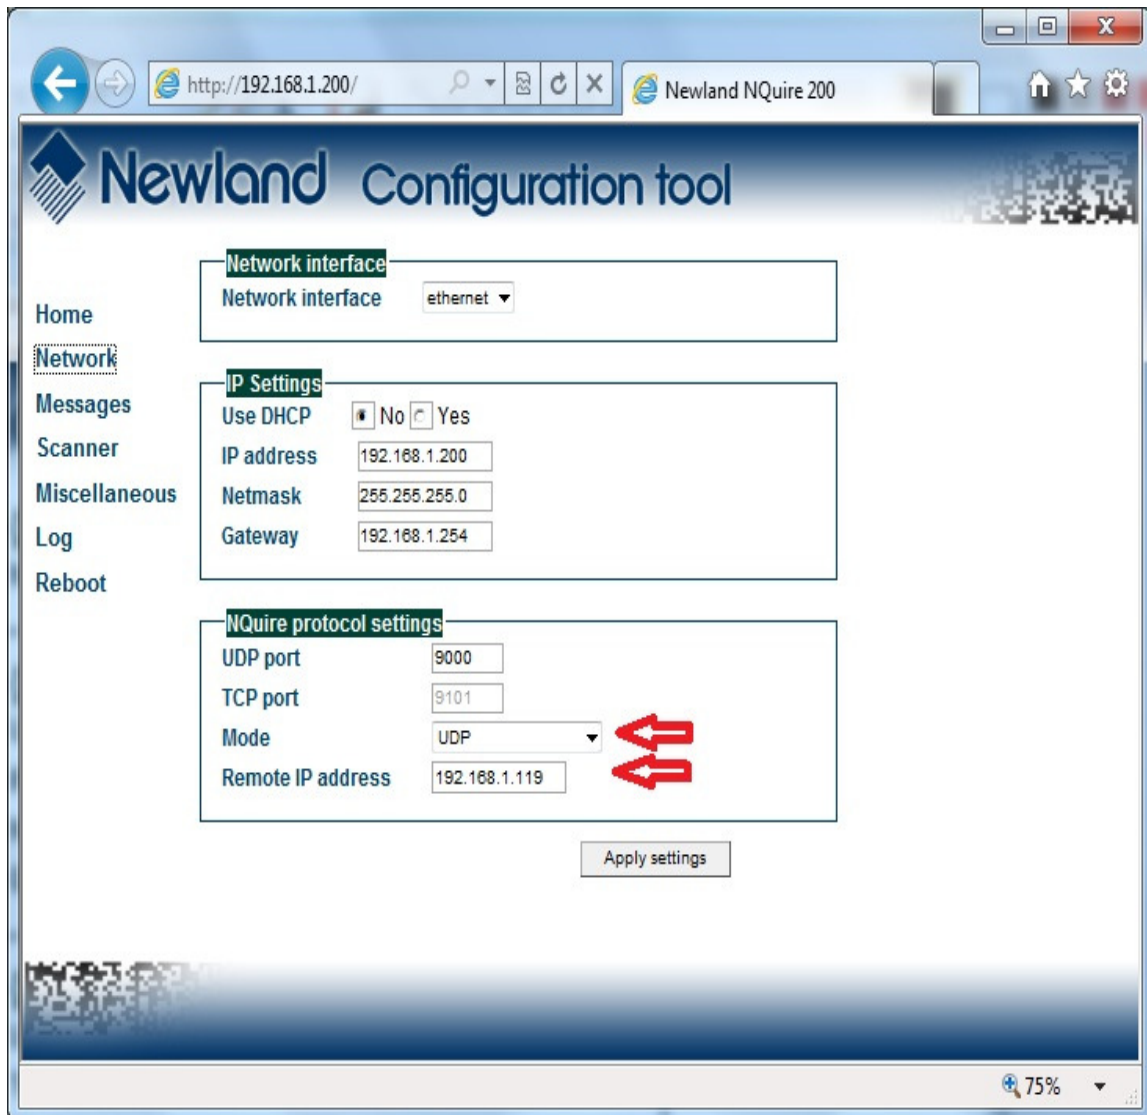 http://192.168.1.200/
Newland NQuire 200
Newland Configuration tool
Home
Network
Messages
Scanner
Miscellaneous
Log
Reboot
Network interface
Network interface ethernet
IP Settings
Use DHCP No Yes
IP address 192.168.1.200
Netmask 255.255.255.0
Gateway 192.168.1.254
NQuire protocol settings
UDP port 9000
TCP port 9101
Mode UDP
Remote IP address 192.168.1.119
Apply settings
75%